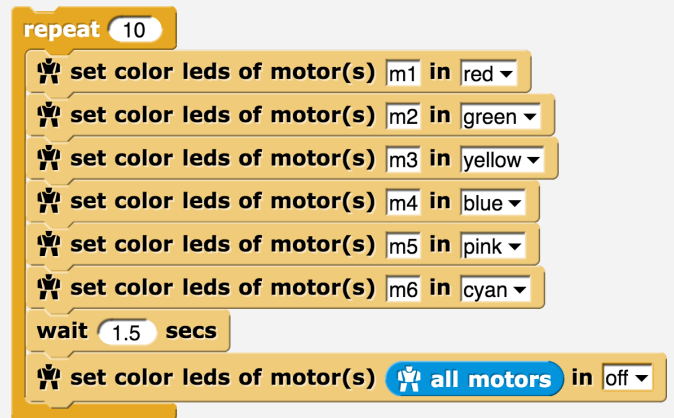 repeat 10
set color leds of motor(s) m1 in red
set color leds of motor(s) m2 in green
set color leds of motor(s) m3 in yellow
set color leds of motor(s) m4 in blue
set color leds of motor(s) m5 in pink
set color leds of motor(s) m6 in cyan
wait 1.5 secs
set color leds of motor(s) all motors in off